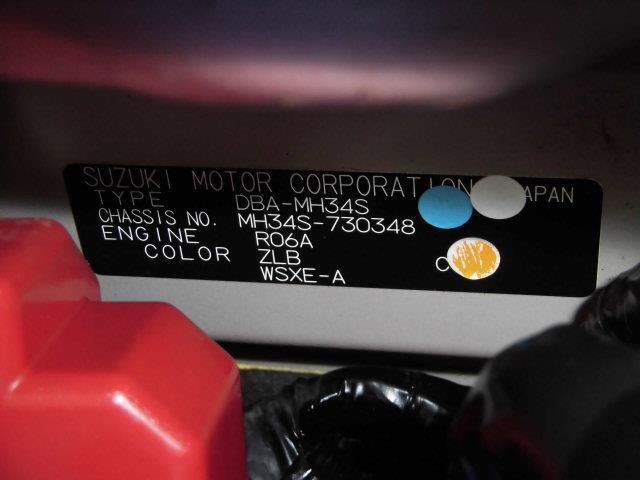 SUZUKI MOTOR CORPORATION JAPAN
TYPE DBA-MH34S
CHASSIS NO. MH34S-730348
ENGINE R06A
COLOR ZLB C
WSXE-A